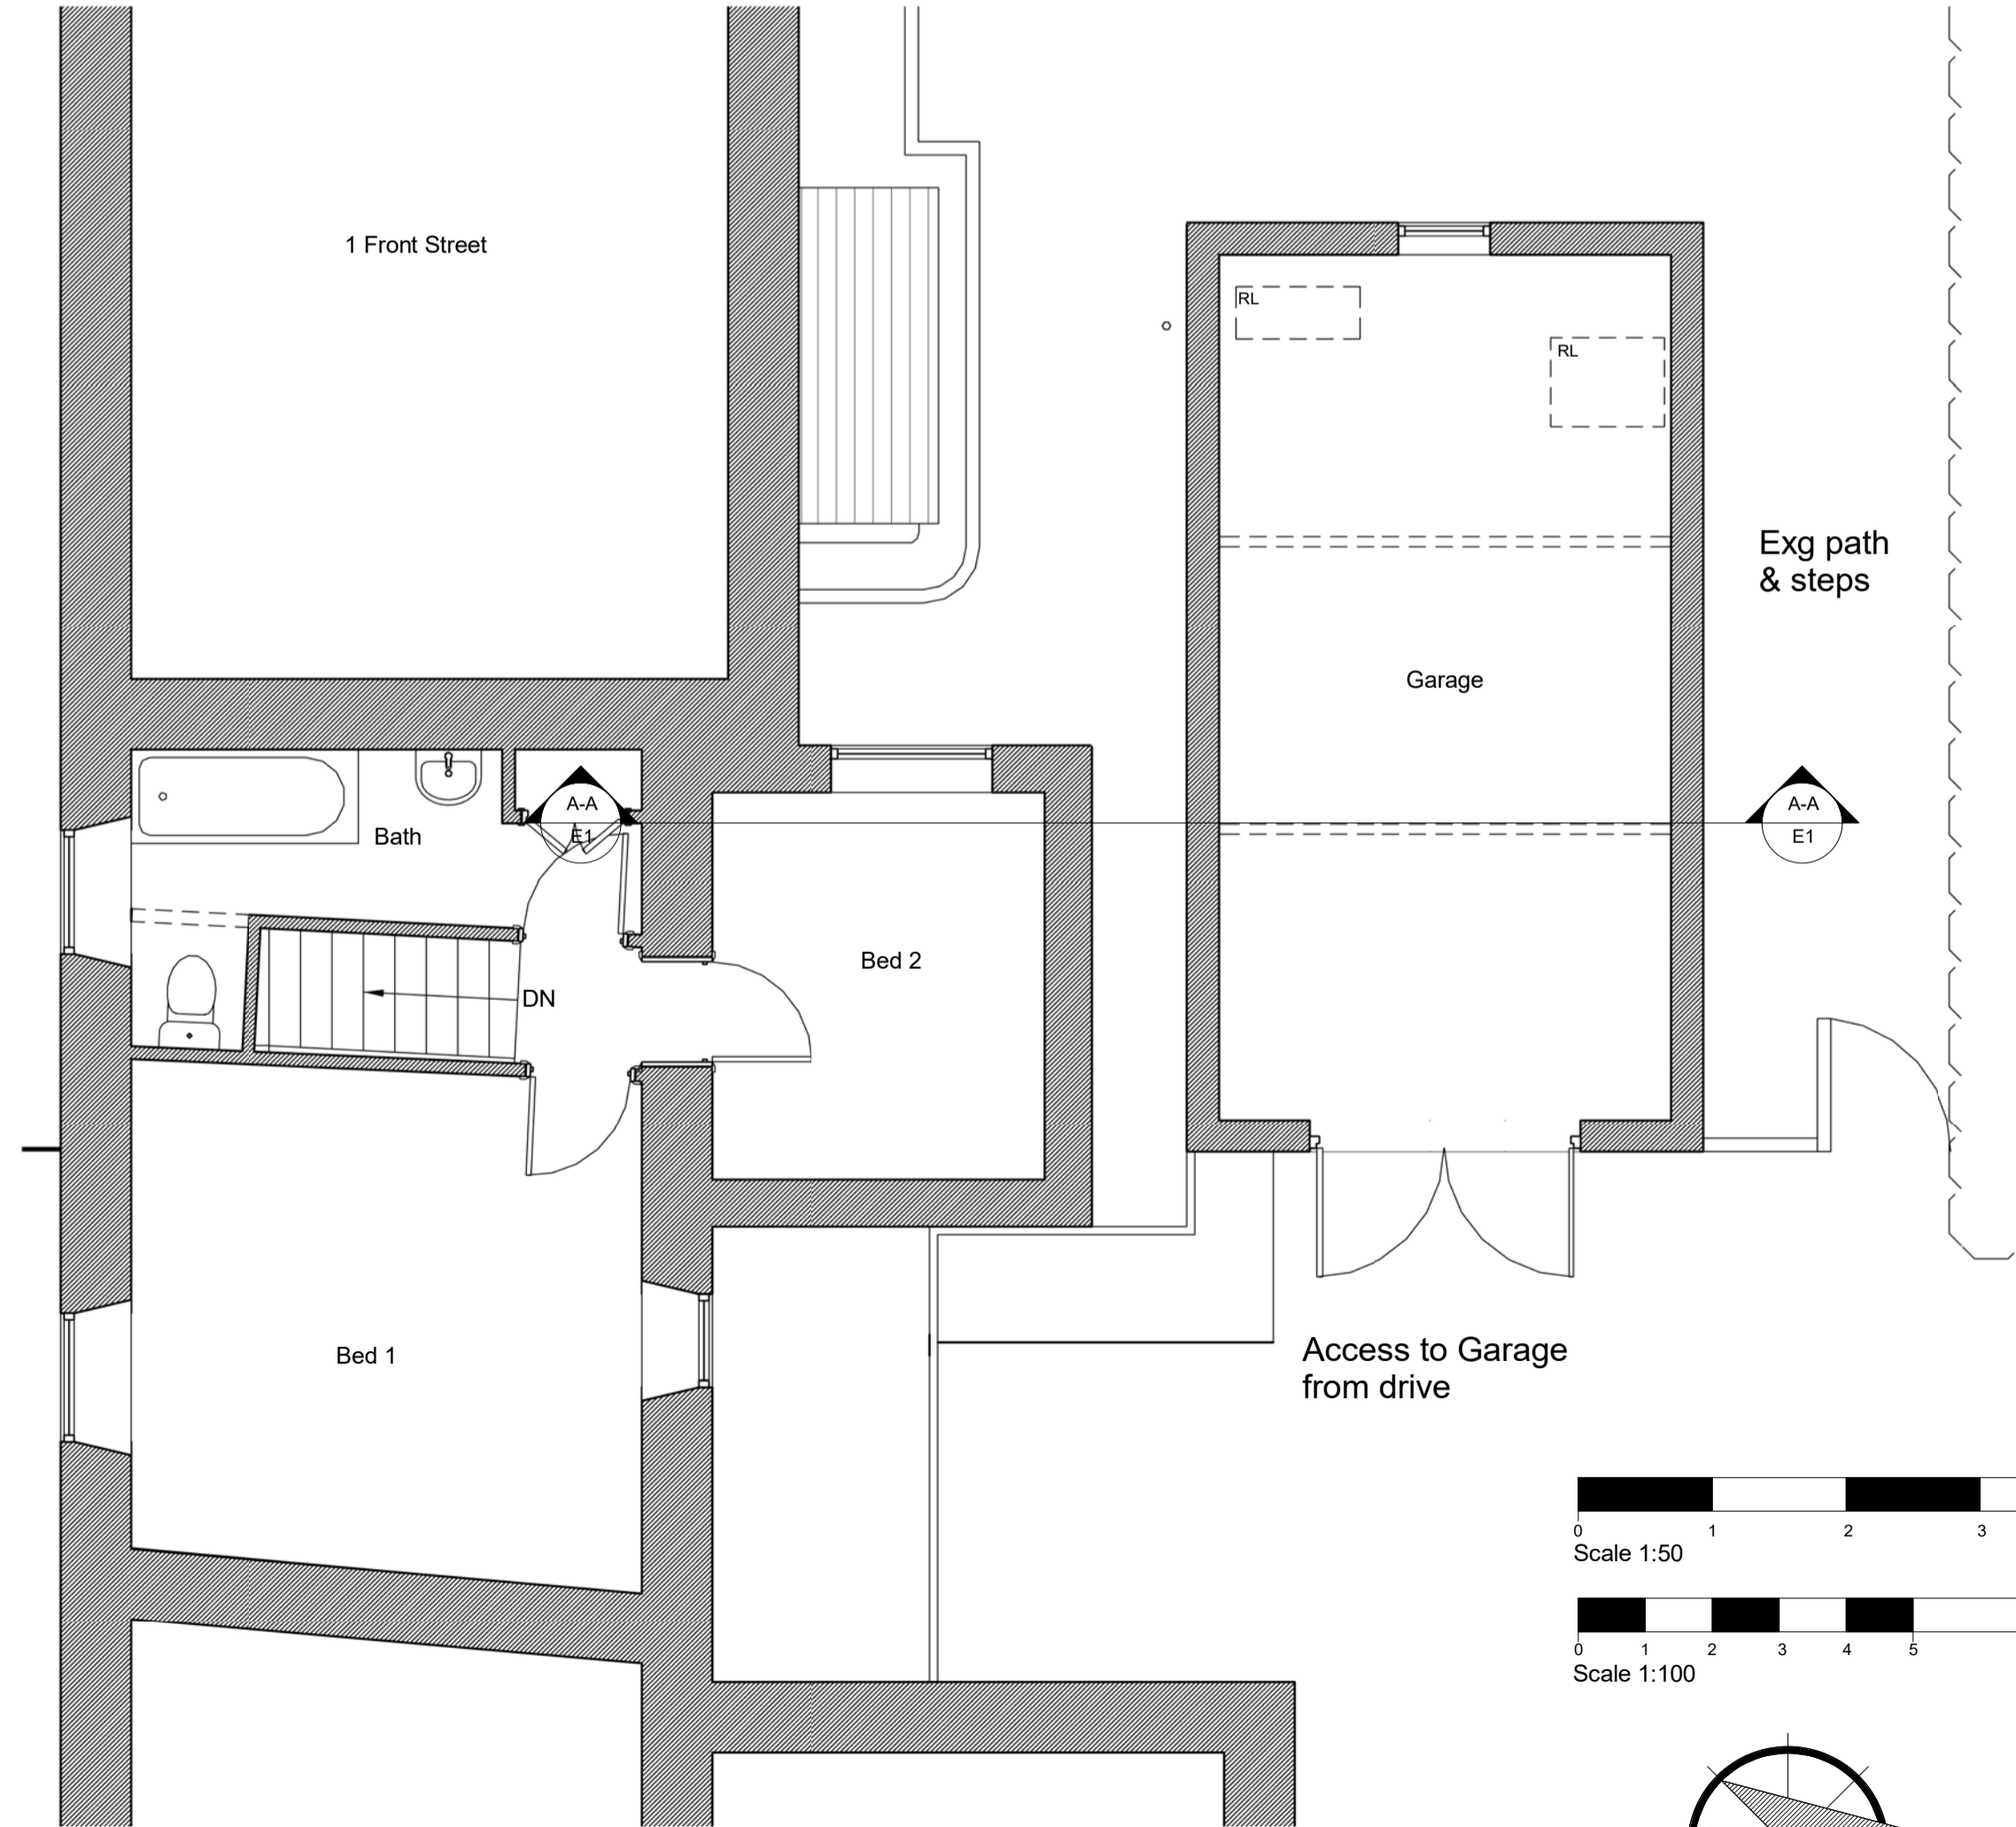 1 Front Street
RL
RL
Exg path
& steps
Garage
A-A
E1
A-A
E1
Bath
Bed 2
DN
Bed 1
Access to Garage
from drive
0 1 2 3
Scale 1:50
0 1 2 3 4 5
Scale 1:100